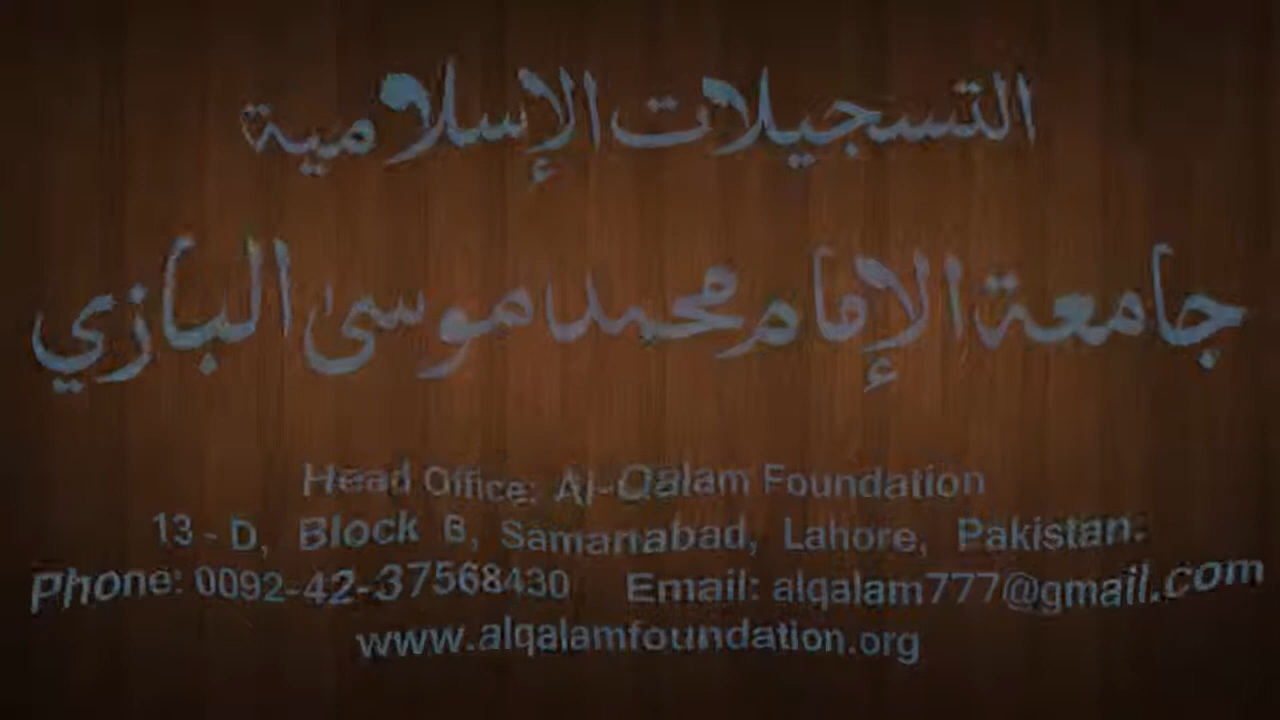 التسجيلات الإسلامية
جامعة الإمام محمد موسى البازي
Head Office: Al-Qalam Foundation
13 - D, Block B, Samanabad, Lahore, Pakistan.
Phone: 0092-42-37568430 Email: alqalam777@gmail.com
www.alqalamfoundation.org